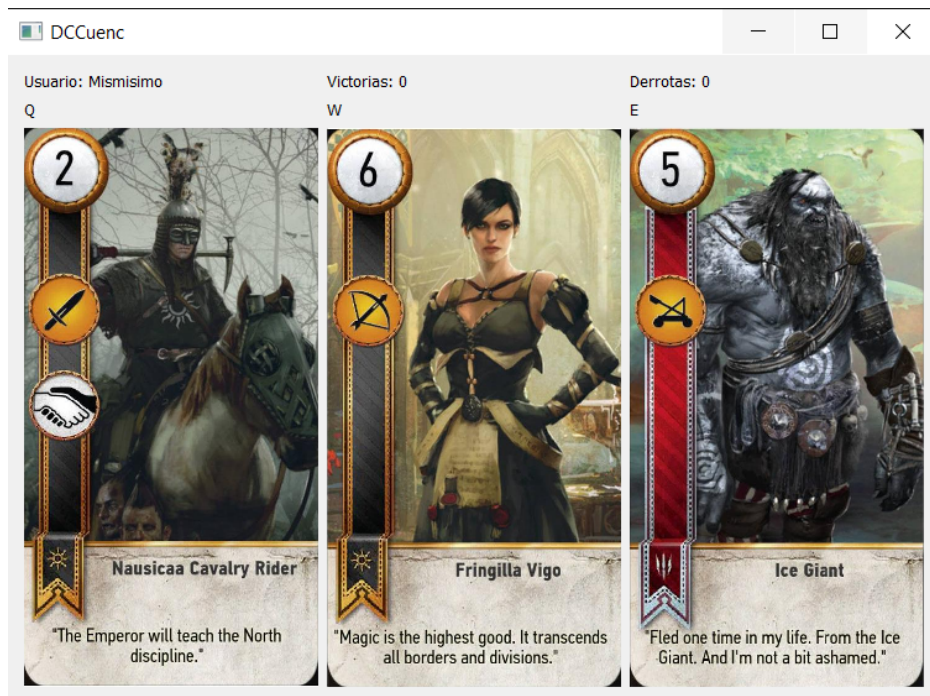 DCCuenc
Usuario: Mismisimo
Victorias: 0
Derrotas: 0
Q
W
E
2
6
5
Nausicaa Cavalry Rider
"The Emperor will teach the North
discipline."
Fringilla Vigo
"Magic is the highest good. It transcends
all borders and divisions."
Ice Giant
"Fled one time in my life. From the Ice
Giant. And I'm not a bit ashamed."